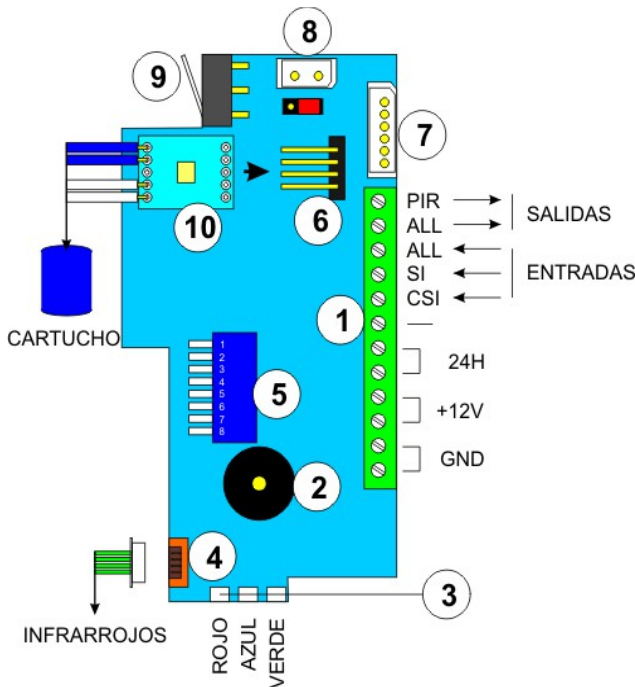 8
9
7
PIR
SALIDAS
ALL
10
6
ALL
SI
ENTRADAS
CSI
1
CARTUCHO
24H
1
2
3
4
5
6
7
8
5
+12V
GND
2
4
3
INFRARROJOS
ROJO
AZUL
VERDE